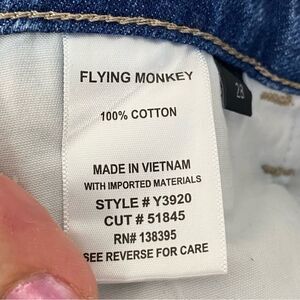 FLYING MONKEY
100% COTTON
MADE IN VIETNAM
WITH IMPORTED MATERIALS
STYLE # Y3920
CUT # 51845
RN# 138395
SEE REVERSE FOR CARE